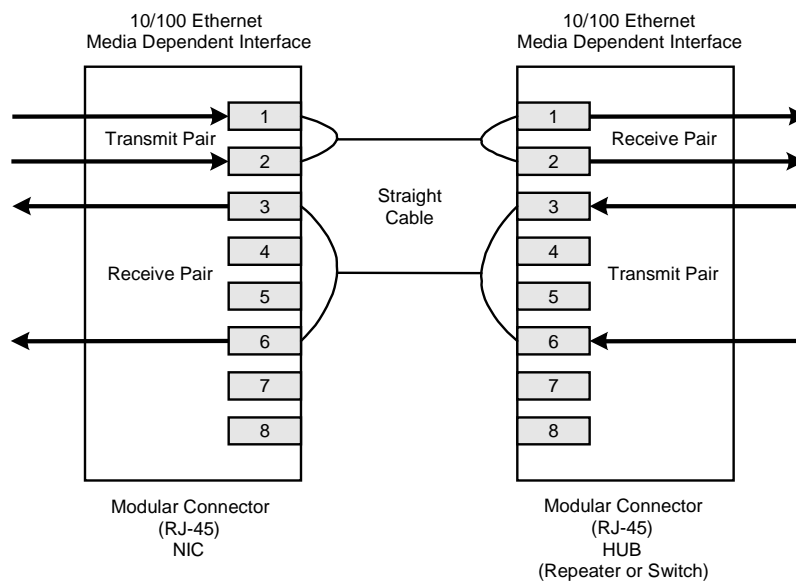 10/100 Ethernet
Media Dependent Interface
1
Transmit Pair
2
3
4
Receive Pair
5
6
7
8
Modular Connector
(RJ-45)
NIC
Straight
Cable
10/100 Ethernet
Media Dependent Interface
1
Receive Pair
2
3
4
Transmit Pair
5
6
7
8
Modular Connector
(RJ-45)
HUB
(Repeater or Switch)